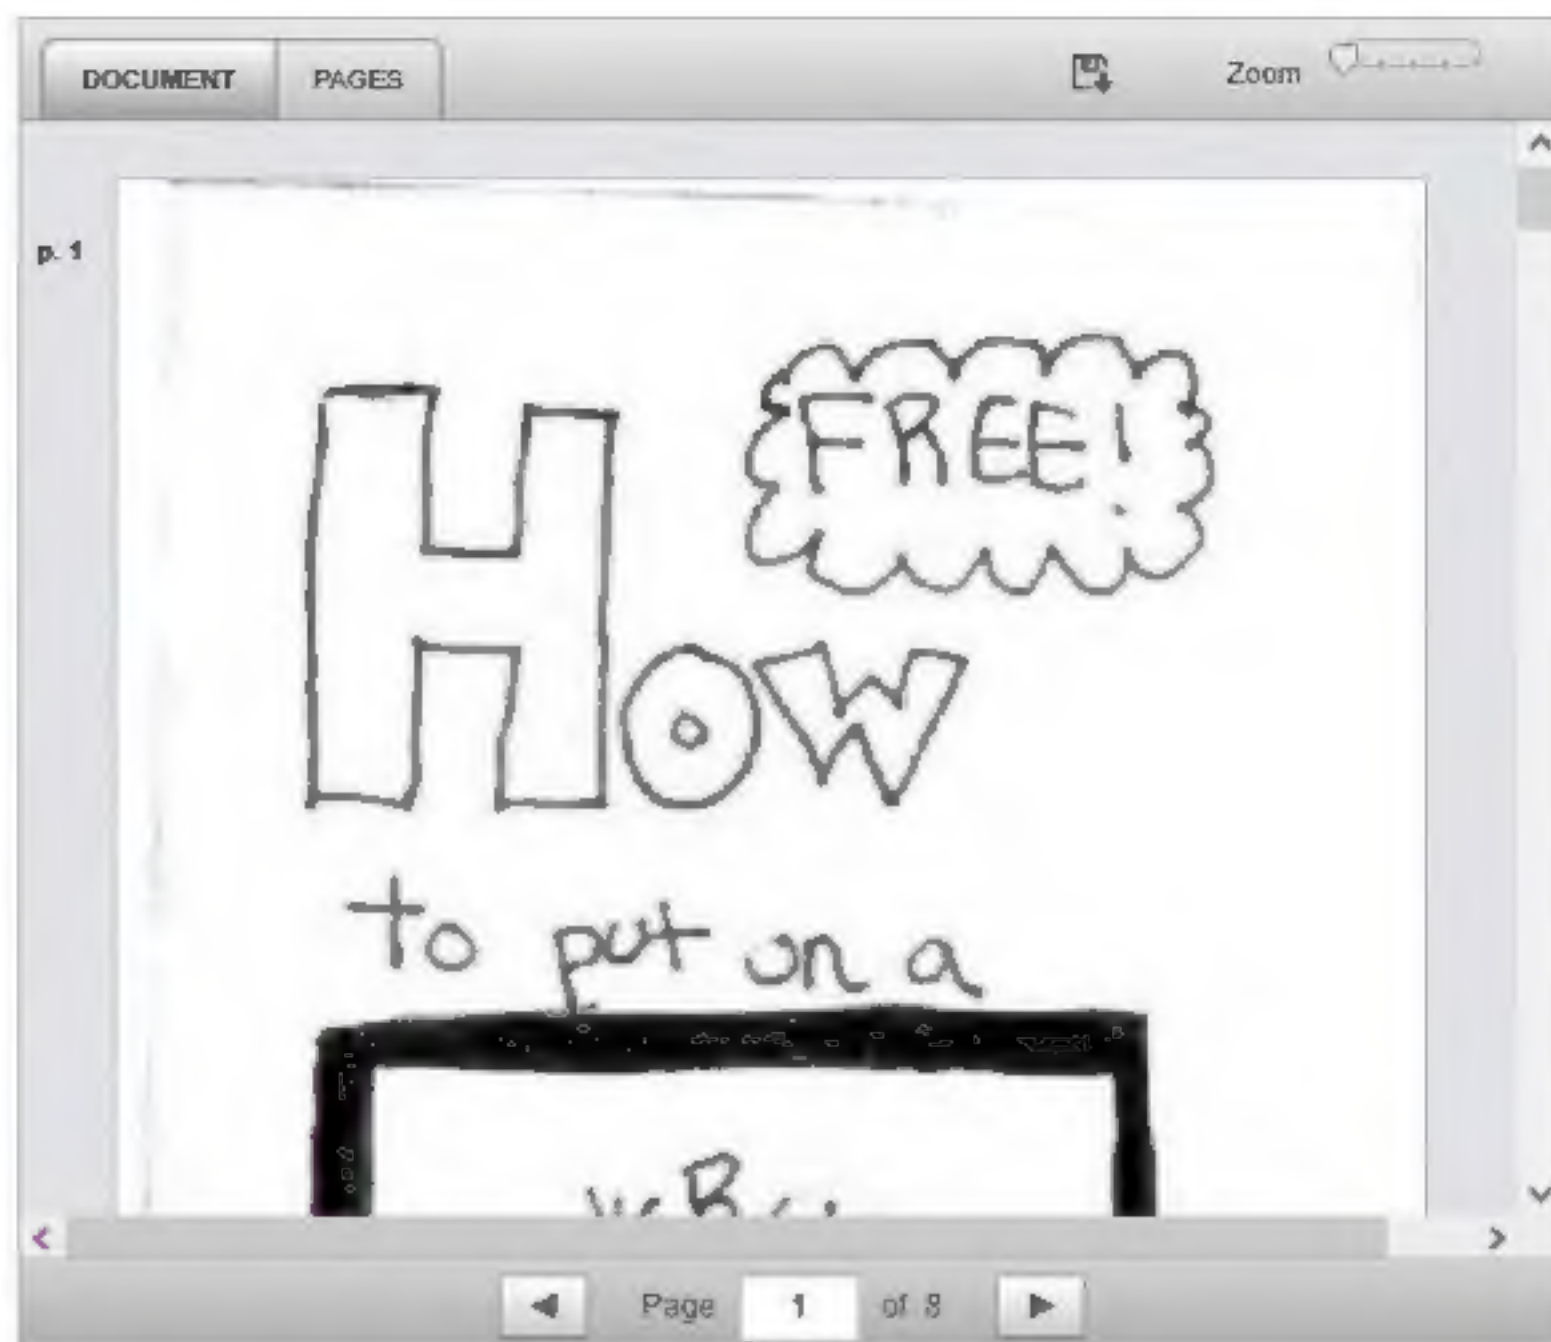 DOCUMENT PAGES Zoom
p. 1
FREE!
HOW
to put on a
Page 1 of 8